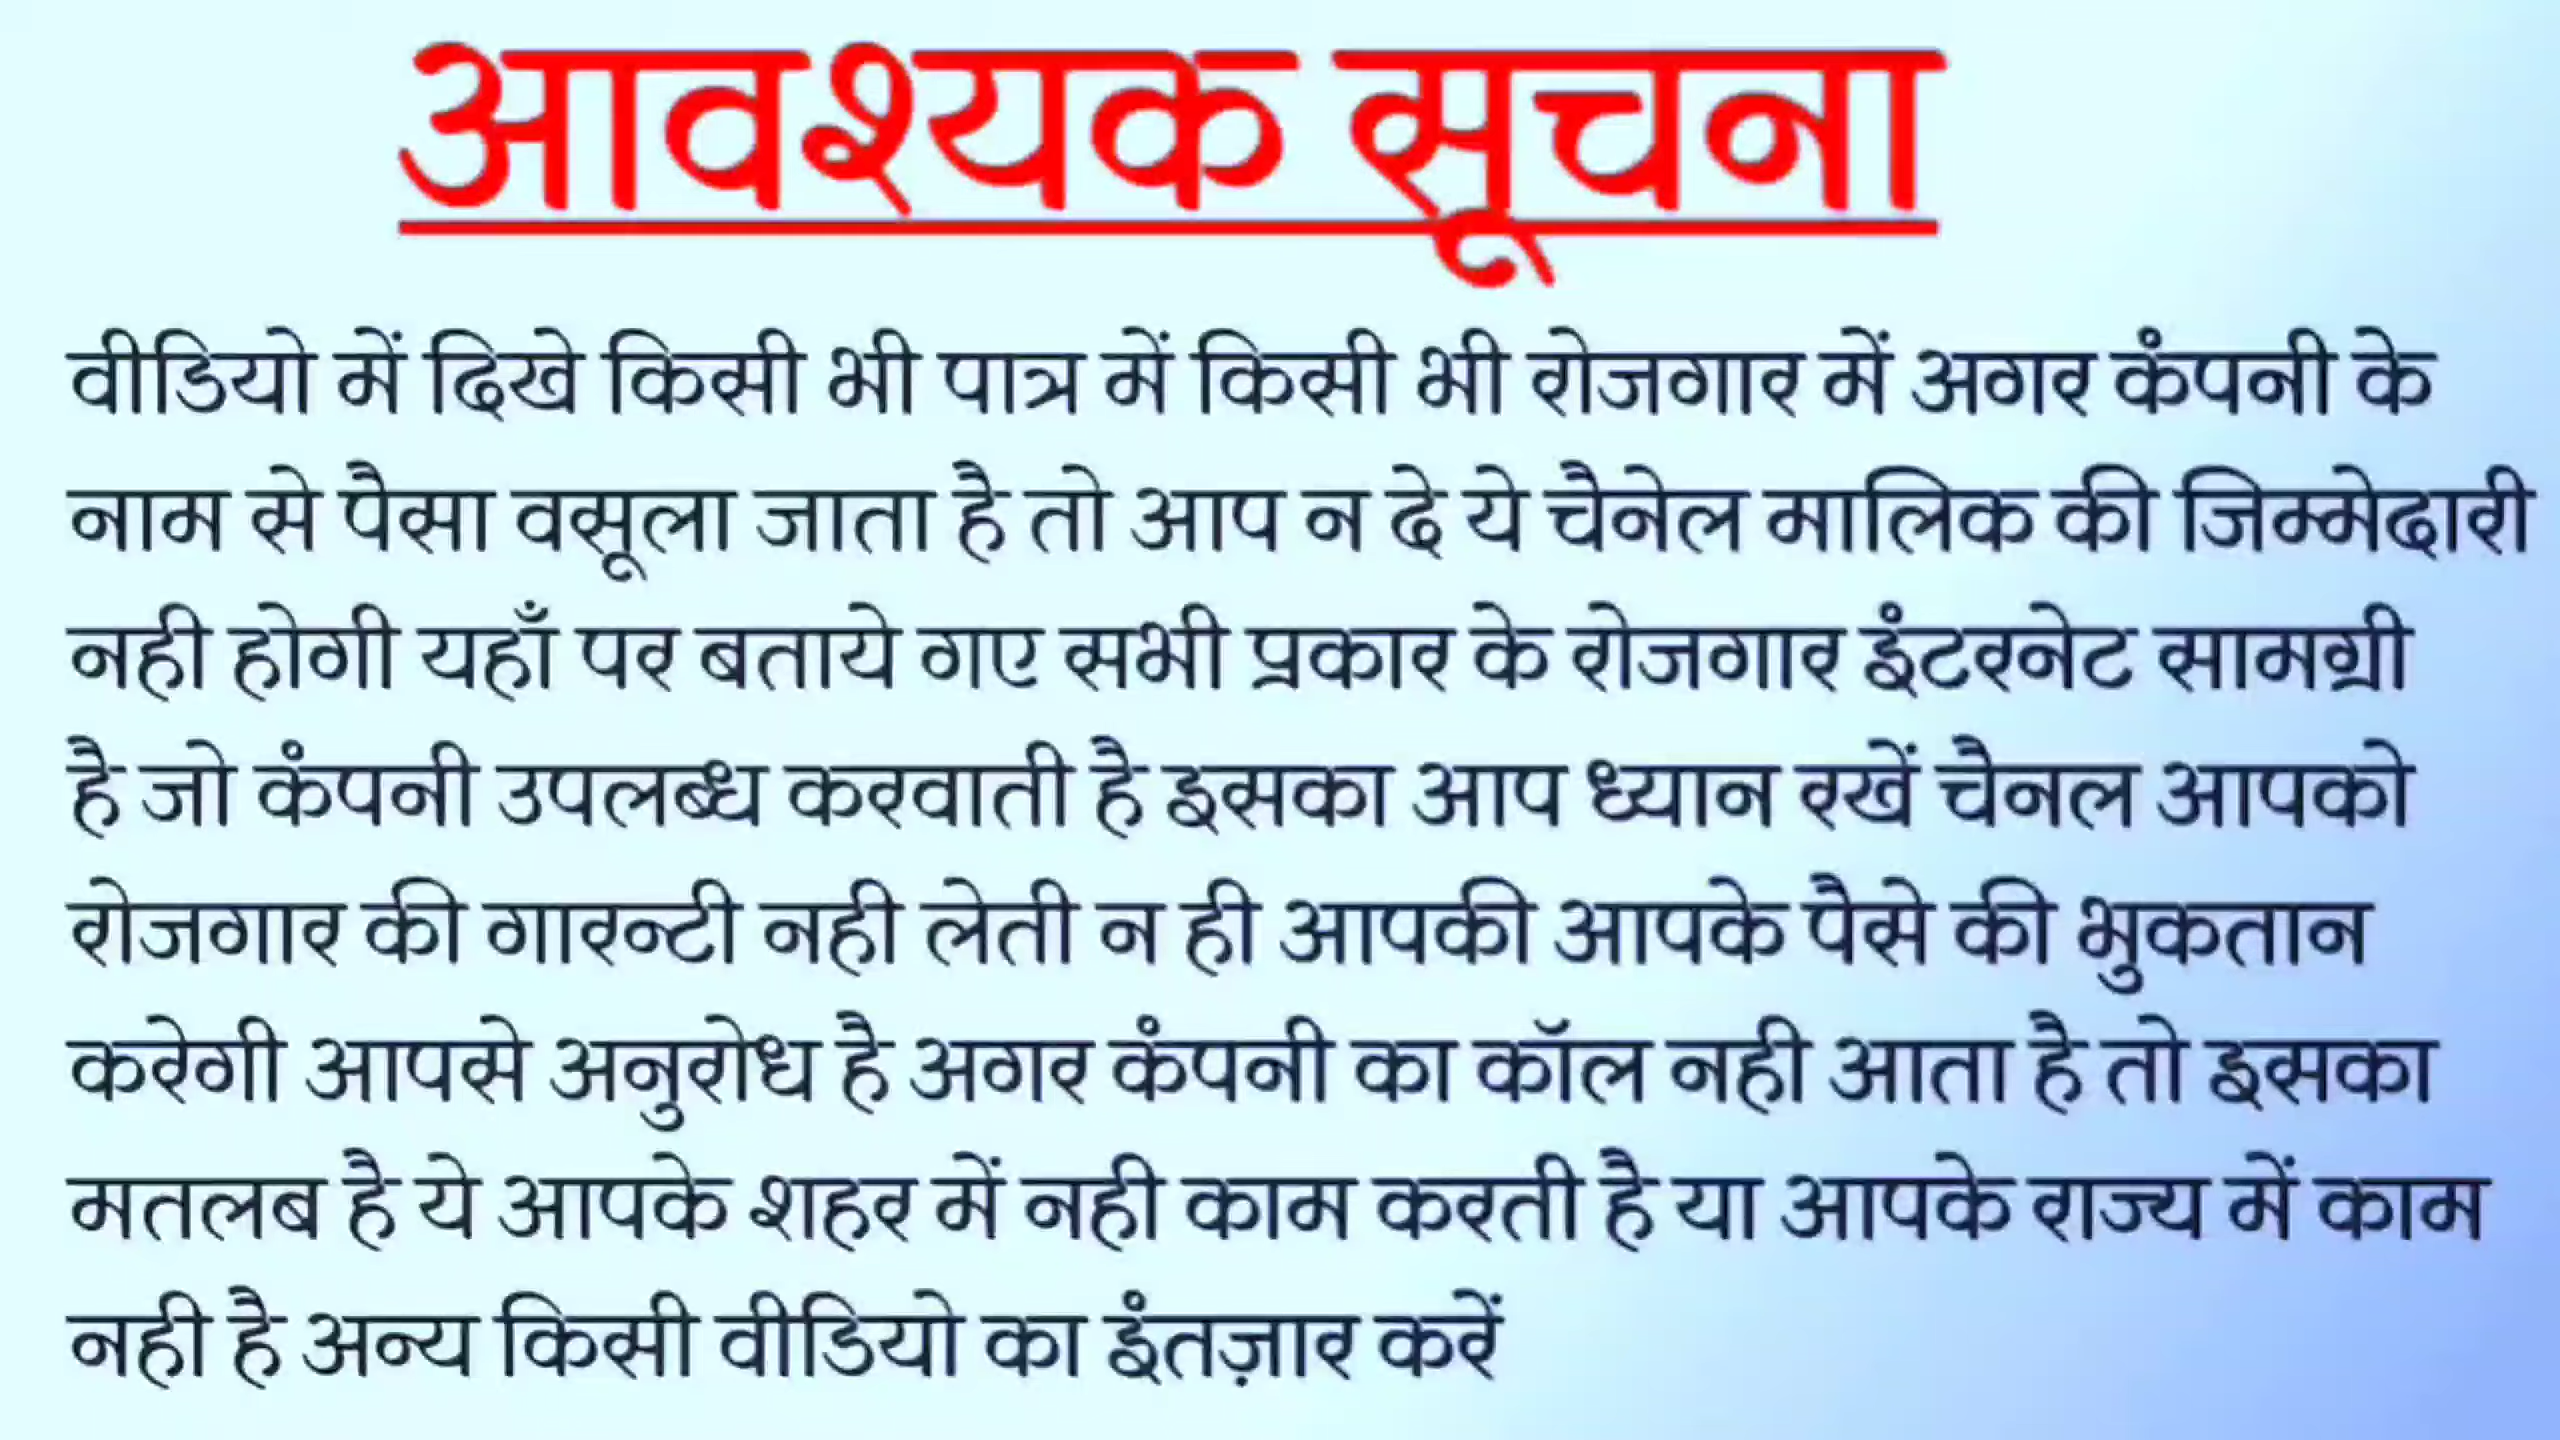 आवश्यक सूचना
वीडियो में दिखे किसी भी पात्र में किसी भी रोजगार में अगर कंपनी के
नाम से पैसा वसूला जाता है तो आप न दे ये चैनेल मालिक की जिम्मेदारी
नही होगी यहाँ पर बताये गए सभी प्रकार के रोजगार इंटरनेट सामग्री
है जो कंपनी उपलब्ध करवाती है इसका आप ध्यान रखें चैनल आपको
रोजगार की गारन्टी नही लेती न ही आपकी आपके पैसे की भुकतान
करेगी आपसे अनुरोध है अगर कंपनी का कॉल नही आता है तो इसका
मतलब है ये आपके शहर में नही काम करती है या आपके राज्य में काम
नही है अन्य किसी वीडियो का इंतज़ार करें